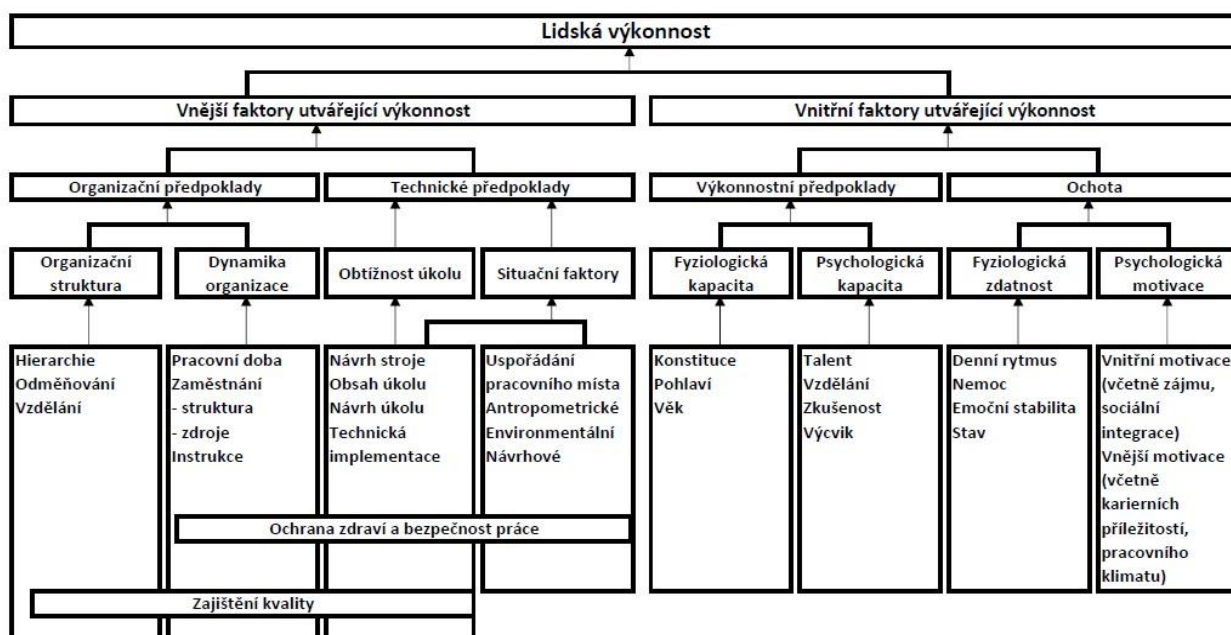 Lidská výkonnost
Vnější faktory utvářející výkonnost
Vnitřní faktory utvářející výkonnost
Organizační předpoklady
Technické předpoklady
Výkonnostní předpoklady
Ochota
Organizační
struktura
Dynamika
organizace
Obtížnost úkolu
Situační faktory
Fyziologická
kapacita
Psychologická
kapacita
Fyziologická
zdatnost
Psychologická
motivace
Hierarchie
Odměňování
Vzdělání
Pracovní doba
Zaměstnání
- struktura
- zdroje
Instrukce
Návrh stroje
Obsah úkolu
Návrh úkolu
Technická
implementace
Uspořádání
pracovního místa
Antropometrické
Environmentální
Návrhové
Konstituce
Pohlaví
Věk
Talent
Vzdělání
Zkušenost
Výcvik
Denní rytmus
Nemoc
Emoční stabilita
Stav
Vnitřní motivace
(včetně zájmu,
sociální
integrace)
Vnější motivace
(včetně
karierních
příležitostí,
pracovního
klimatu)
Ochrana zdraví a bezpečnost práce
Zajištění kvality